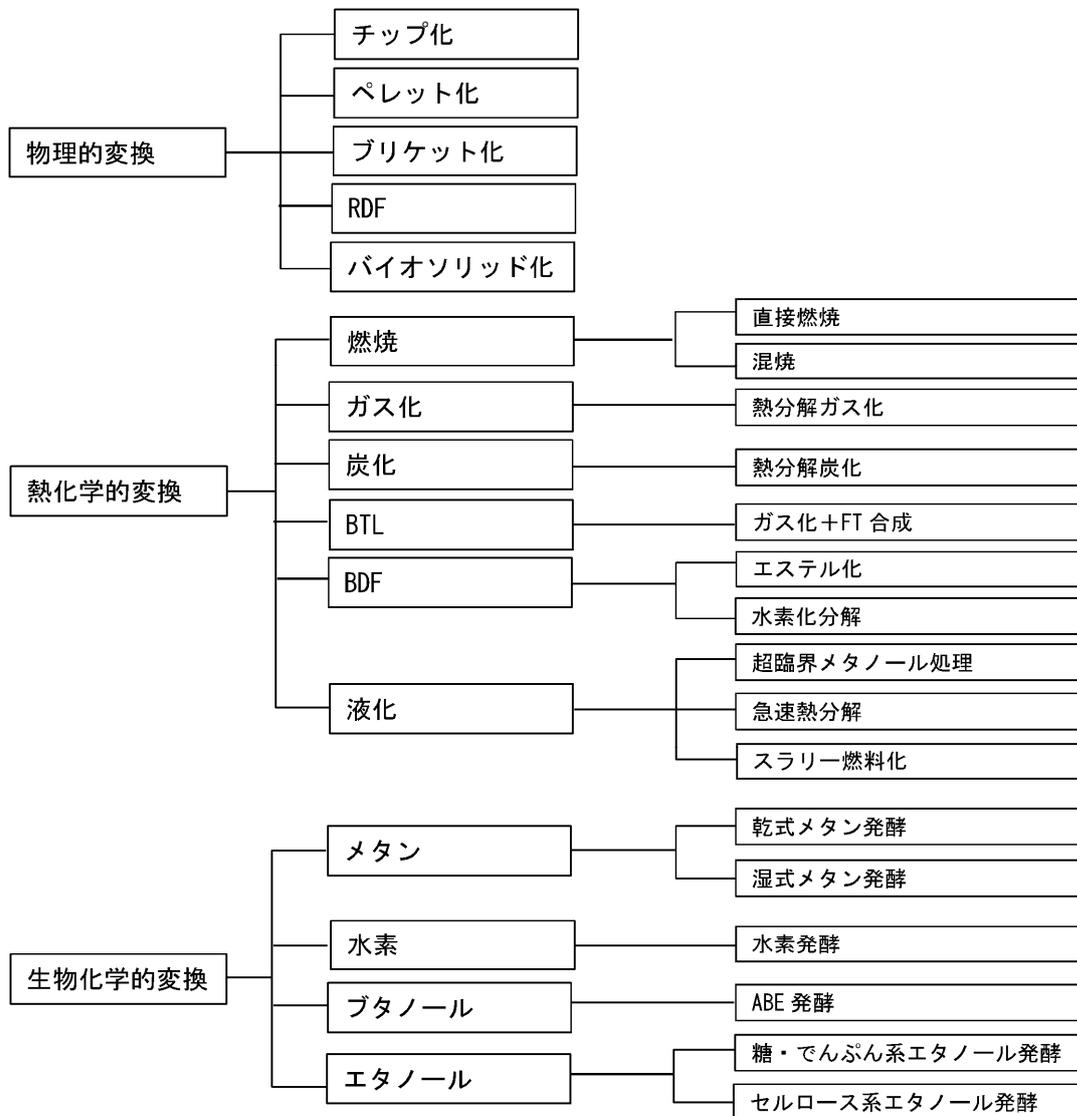 物理的変換
チップ化
ペレット化
ブリケット化
RDF
バイオソリッド化
熱化学的変換
燃焼
直接燃焼
混焼
ガス化
熱分解ガス化
炭化
熱分解炭化
BTL
ガス化＋FT 合成
BDF
エステル化
水素化分解
液化
超臨界メタノール処理
急速熱分解
スラリー燃料化
生物化学的変換
メタン
乾式メタン発酵
湿式メタン発酵
水素
水素発酵
ブタノール
ABE 発酵
エタノール
糖・でんぷん系エタノール発酵
セルロース系エタノール発酵